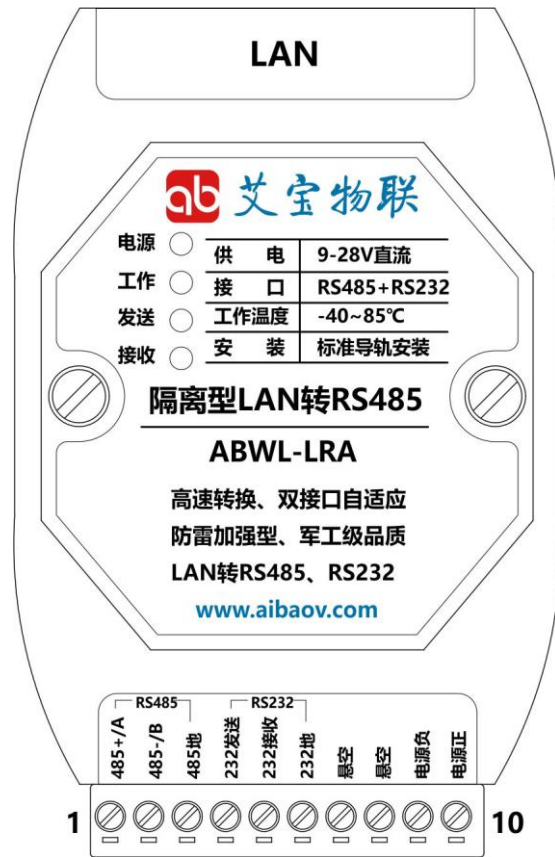 LAN
ab 艾宝物联
电源
工作
发送
接收
供 电 9-28V直流
接 口 RS485+RS232
工作温度 -40~85℃
安 装 标准导轨安装
隔离型LAN转RS485
ABWL-LRA
高速转换、双接口自适应
防雷加强型、军工级品质
LAN转RS485、RS232
www.aibaov.com
RS485 RS232
485+/A
485-/B
485地
232发送
232接收
232地
悬空
悬空
电源负
电源正
1 10